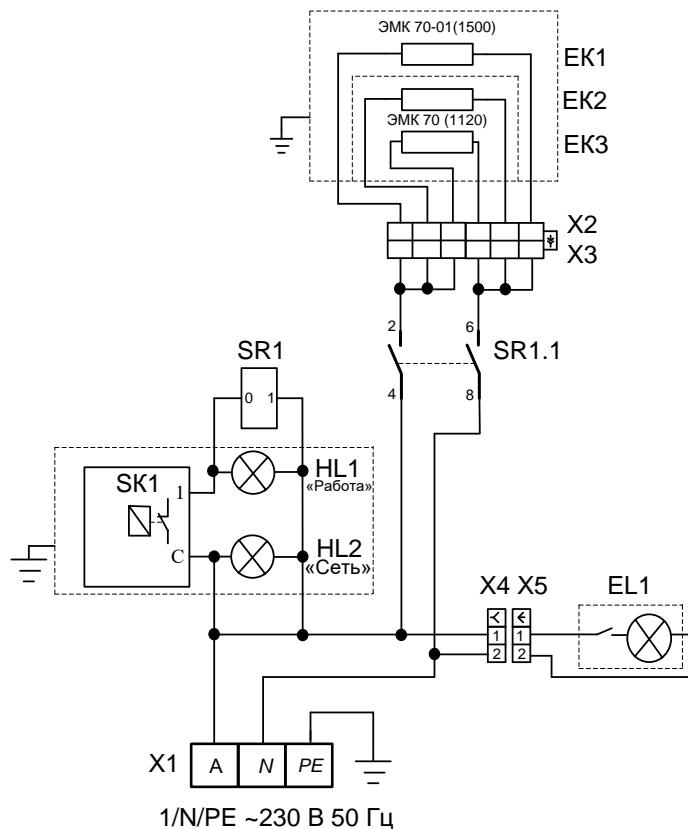 ЭМК 70-01(1500)
EK1
EK2
ЭМК 70 (1120)
EK3
X2
X3
2
6
SR1
SR1.1
0 1
4
8
SK1
1
HL1
«Работа»
C
HL2
«Сеть»
X4 X5
EL1
1
1
2
2
X1
A
N
PE
1/N/PE ~230 В 50 Гц